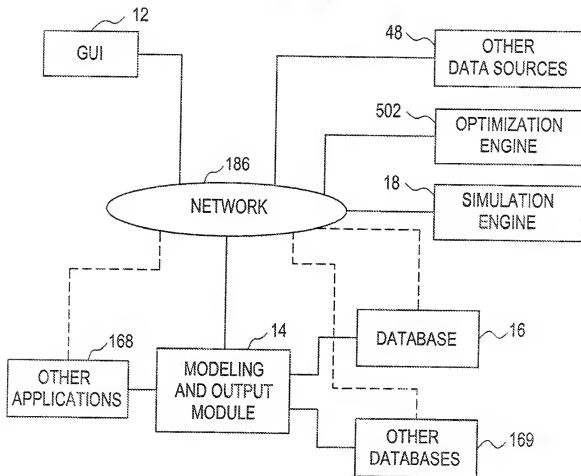 12
GUI
48
OTHER
DATA SOURCES
502
OPTIMIZATION
ENGINE
186
NETWORK
18
SIMULATION
ENGINE
168
OTHER
APPLICATIONS
14
MODELING
AND OUTPUT
MODULE
DATABASE
16
OTHER
DATABASES
169